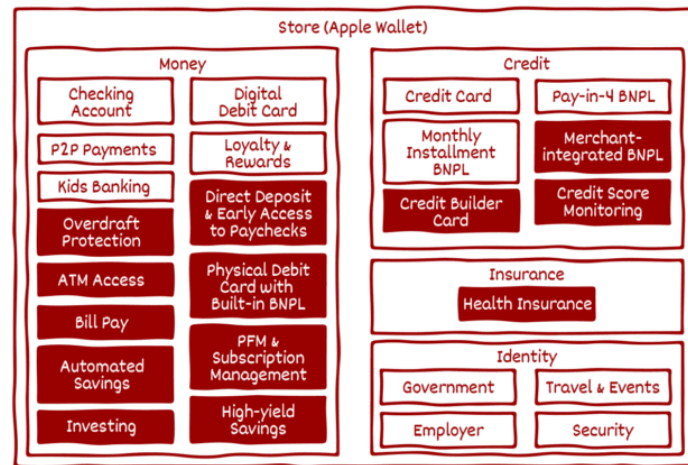 Store (Apple Wallet)
Money
Checking
Account
Digital
Debit Card
P2P Payments
Loyalty &
Rewards
Kids Banking
Overdraft
Protection
Direct Deposit
& Early Access
to Paychecks
ATM Access
Physical Debit
Card with
Built-in BNPL
Bill Pay
Automated
Savings
PFM &
Subscription
Management
Investing
High-yield
Savings
Credit
Credit Card
Pay-in-4 BNPL
Monthly
Installment
BNPL
Merchant-
integrated BNPL
Credit Builder
Card
Credit Score
Monitoring
Insurance
Health Insurance
Identity
Government
Travel & Events
Employer
Security